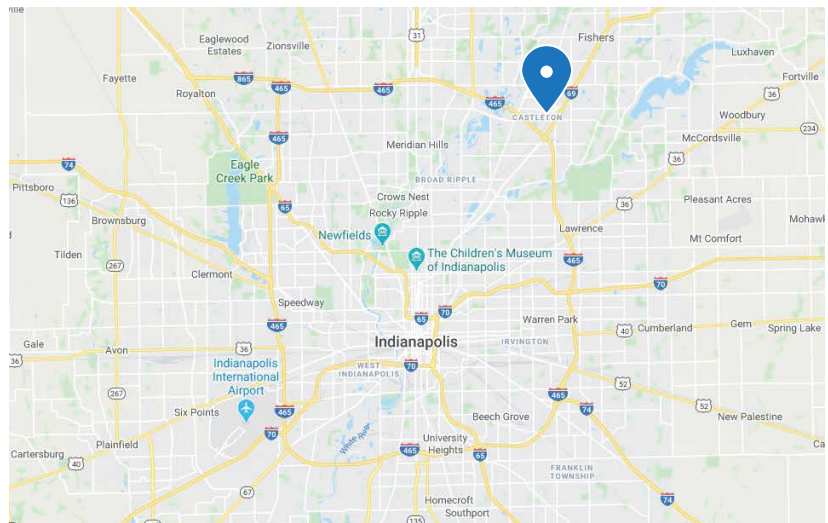 ville
31
Fishers
Eaglewood
Estates
Zionsville
Luxhaven
Fayette
865
465
465
69
Fortville
Royalton
465
36
CASTLETON
Woodbury
234
465
Meridian Hills
McCordsville
74
Eagle
Creek Park
36
BROAD RIPPLE
Pittsboro
136
Crows Nest
Pleasant Acres
65
Rocky Ripple
36
Brownsburg
Mohawk
Newfields
Lawrence
Mt Comfort
Tilden
The Children's Museum
of Indianapolis
465
267
Clermont
70
Speedway
70
65
465
Warren Park
40
Cumberland
Gem
Spring Lake
Gale
Avon
36
Indianapolis
IRVINGTON
36
Indianapolis
International
Airport
WEST
INDIANAPOLIS
70
52
267
465
52
Six Points
465
74
Beech Grove
New Palestine
70
White River
University
Heights
Plainfield
Ca
Cartersburg
40
465
65
FRANKLIN
TOWNSHIP
67
74
Homecroft
Southport
135